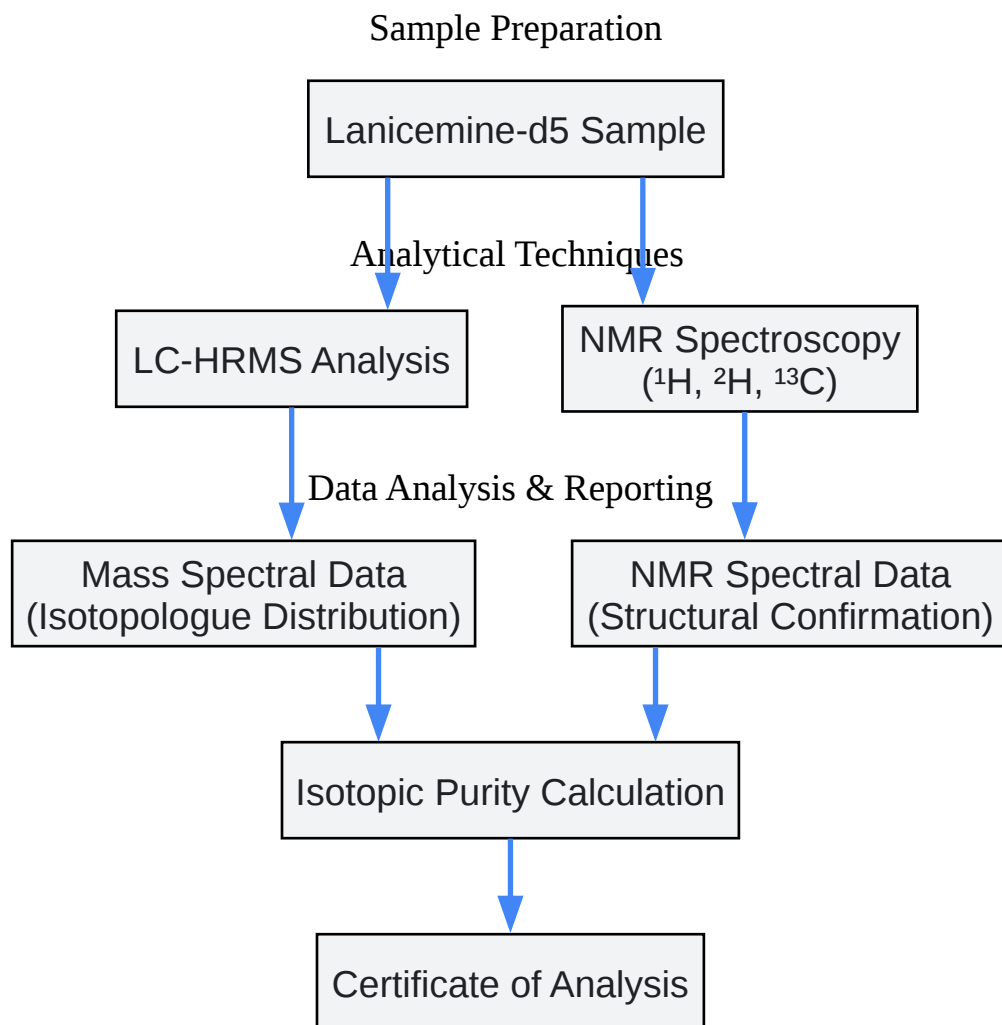 Sample Preparation
Lanicemine-d5 Sample
Analytical Techniques
LC-HRMS Analysis
NMR Spectroscopy
(¹H, ²H, ¹³C)
Data Analysis & Reporting
Mass Spectral Data
(Isotopologue Distribution)
NMR Spectral Data
(Structural Confirmation)
Isotopic Purity Calculation
Certificate of Analysis